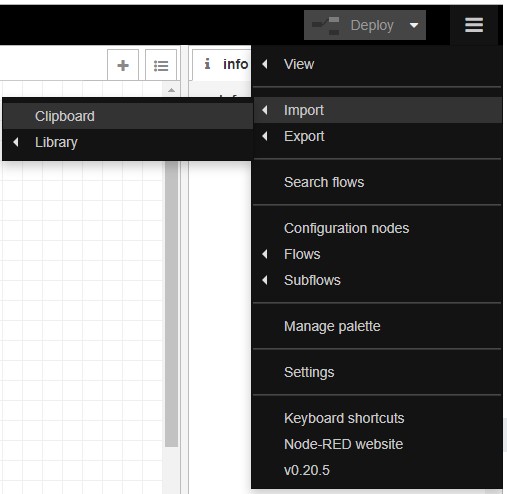 Deploy
info
View
Import
Clipboard
Library
Export
Search flows
Configuration nodes
Flows
Subflows
Manage palette
Settings
Keyboard shortcuts
Node-RED website
v0.20.5